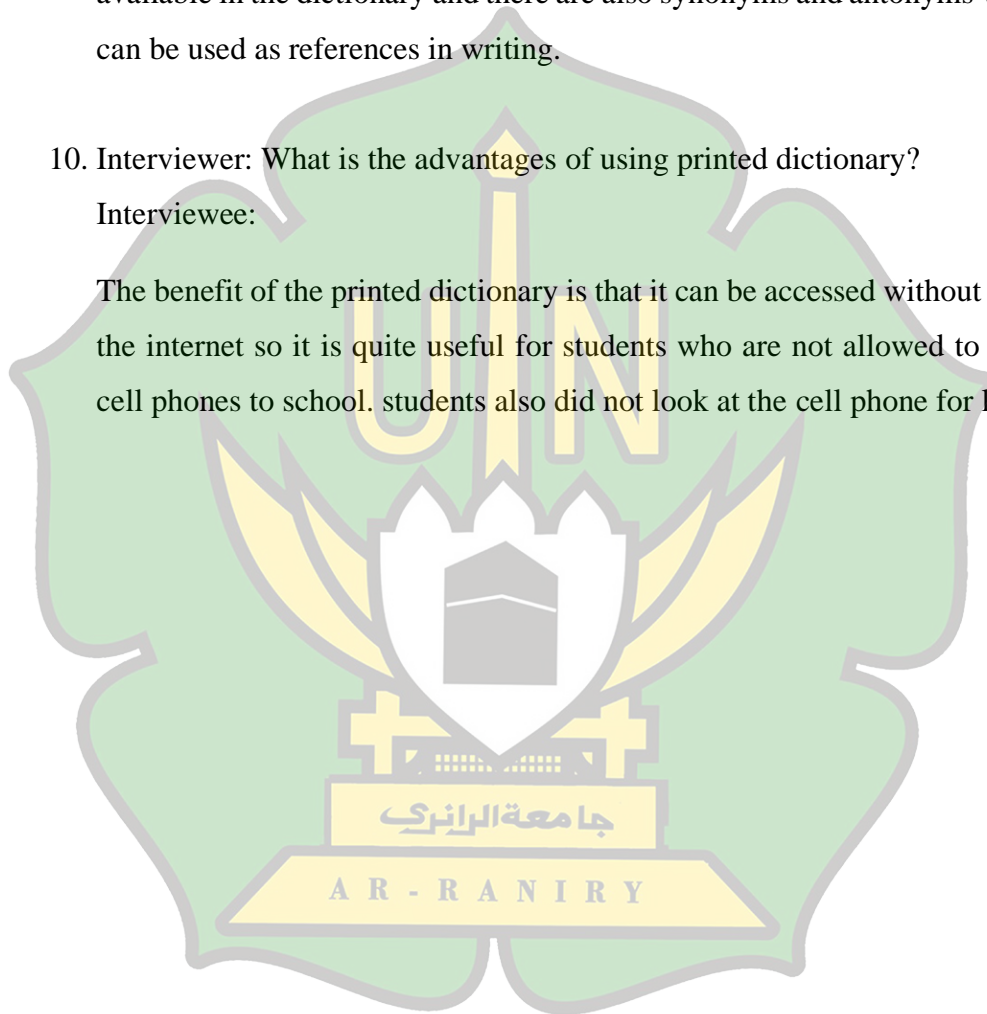 available in the dictionary and there are also synonyms and antonyms
can be used as references in writing.
10. Interviewer: What is the advantages of using printed dictionary?
Interviewee:
The benefit of the printed dictionary is that it can be accessed without
the internet so it is quite useful for students who are not allowed to
cell phones to school. students also did not look at the cell phone for
UIN
جامعة الرانري
AR-RANIRY